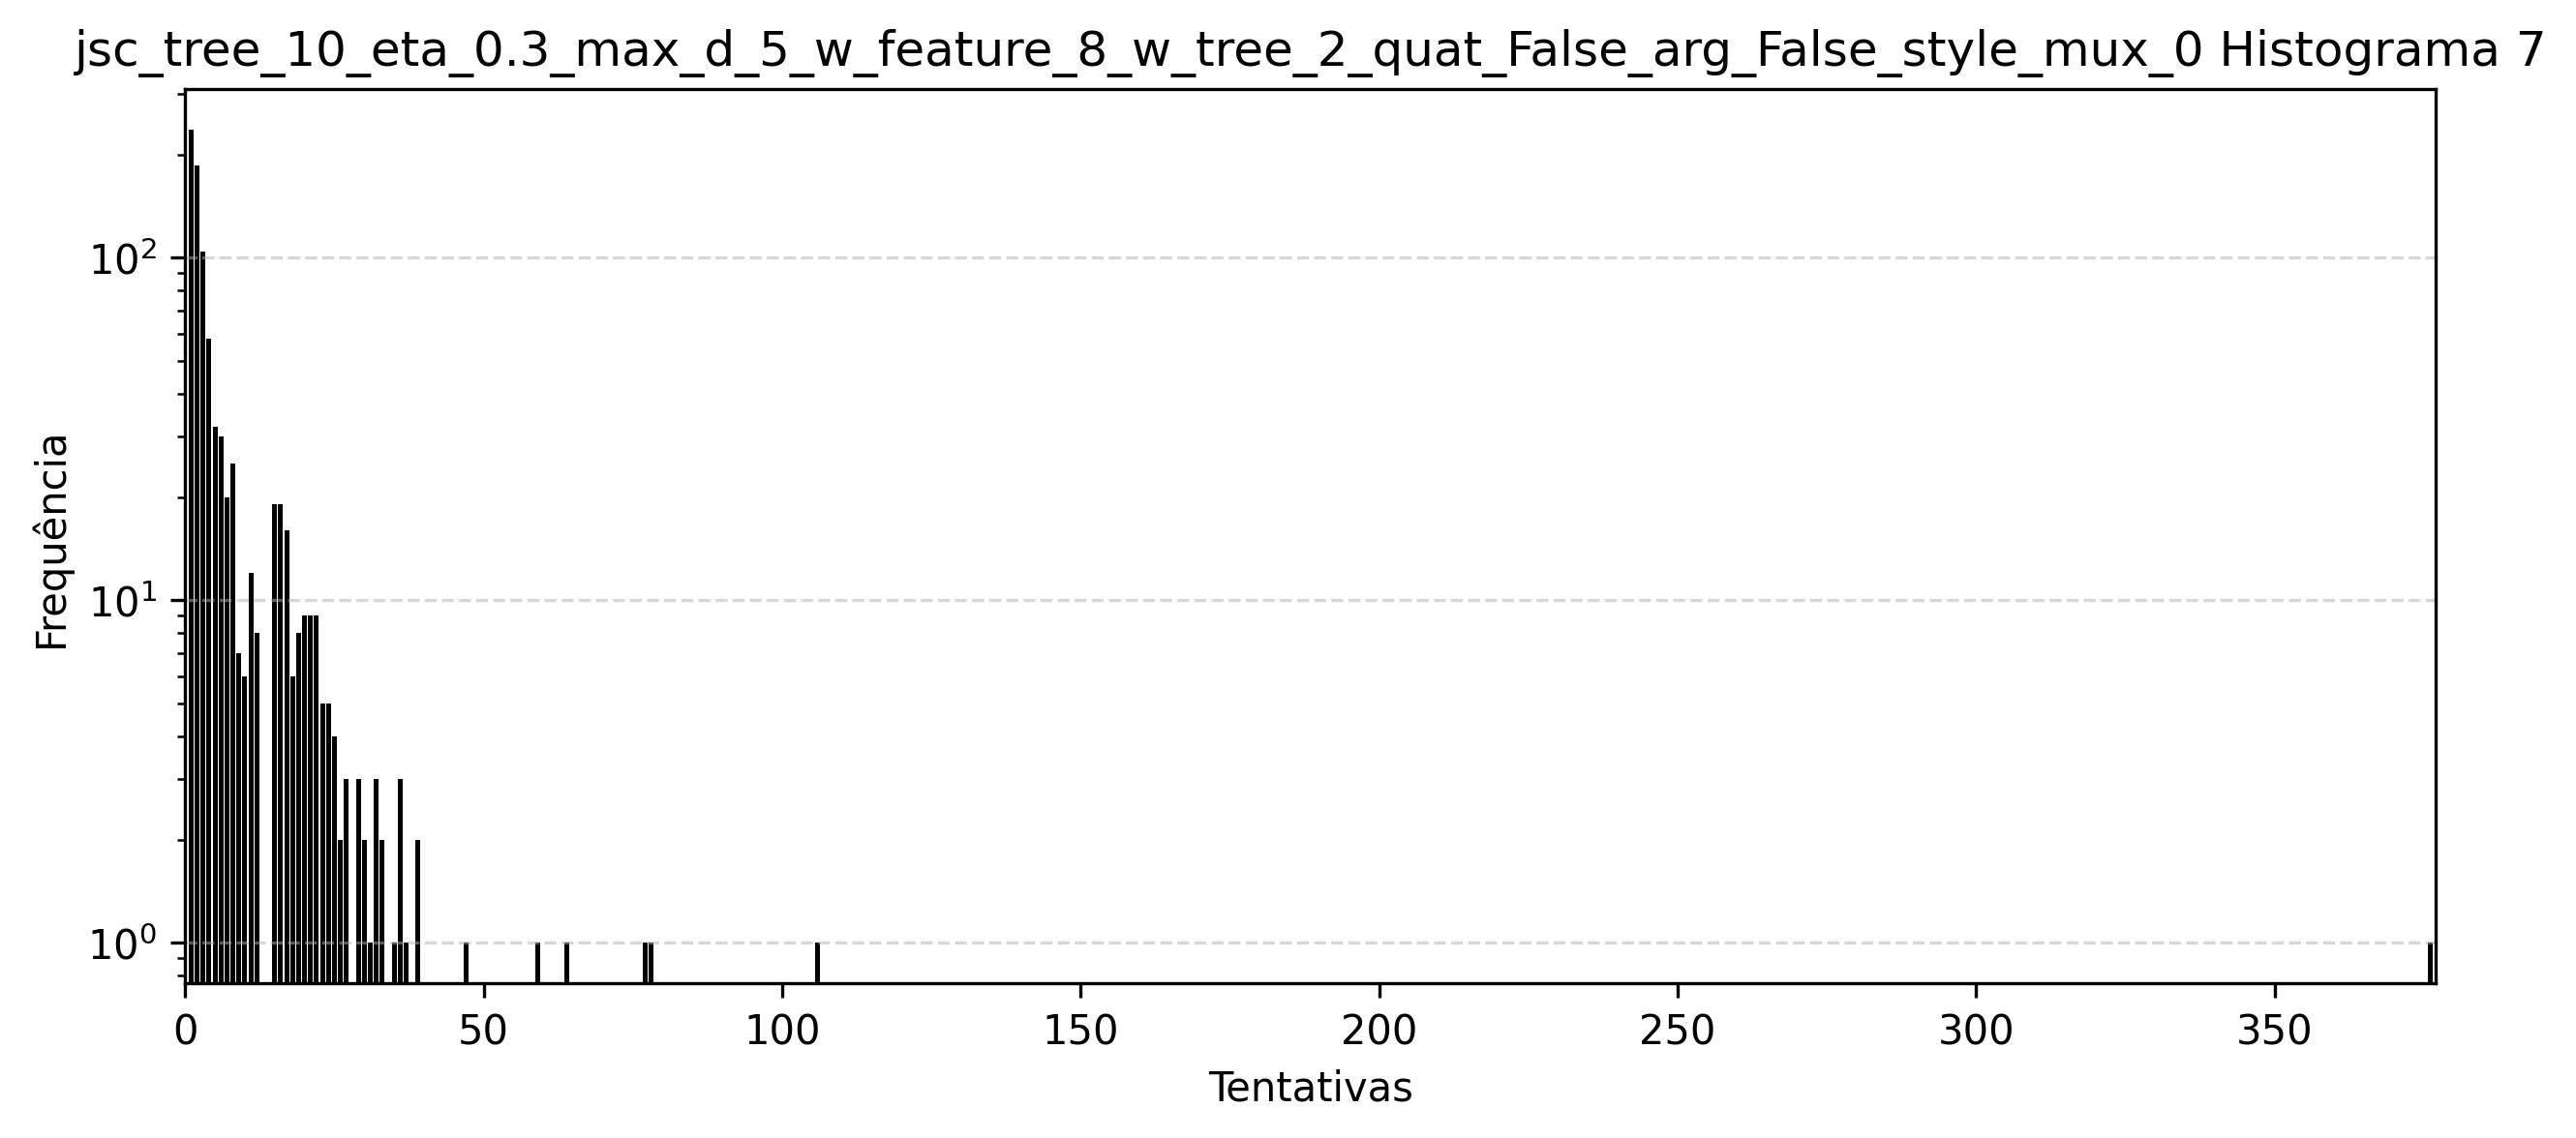 jsc_tree_10_eta_0.3_max_d_5_w_feature_8_w_tree_2_quat_False_arg_False_style_mux_0 Histograma 7
Frequência
10²
10¹
10⁰
0 50 100 150 200 250 300 350
Tentativas